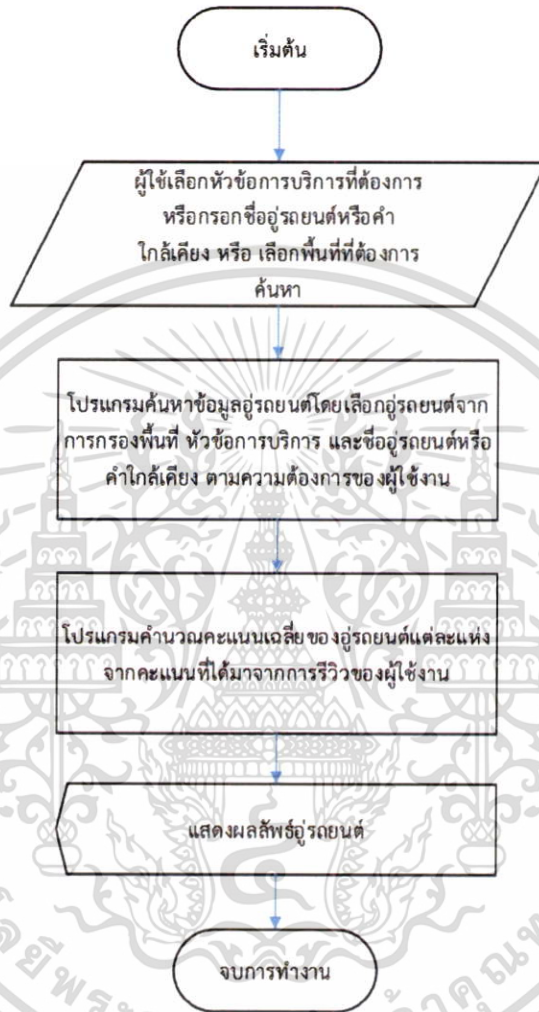 เริ่มต้น
ผู้ใช้เลือกหัวข้อการบริการที่ต้องการ
หรือกรอกชื่ออู่รถยนต์หรือคำ
ใกล้เคียง หรือ เลือกพื้นที่ที่ต้องการ
ค้นหา
โปรแกรมค้นหาข้อมูลอู่รถยนต์โดยเลือกอู่รถยนต์จาก
การกรองพื้นที่ หัวข้อการบริการ และชื่ออู่รถยนต์หรือ
คำใกล้เคียง ตามความต้องการของผู้ใช้งาน
โปรแกรมคำนวณคะแนนเฉลี่ยของอู่รถยนต์แต่ละแห่ง
จากคะแนนที่ได้มาจากการรีวิวของผู้ใช้งาน
แสดงผลลัพธ์อู่รถยนต์
จบการทำงาน